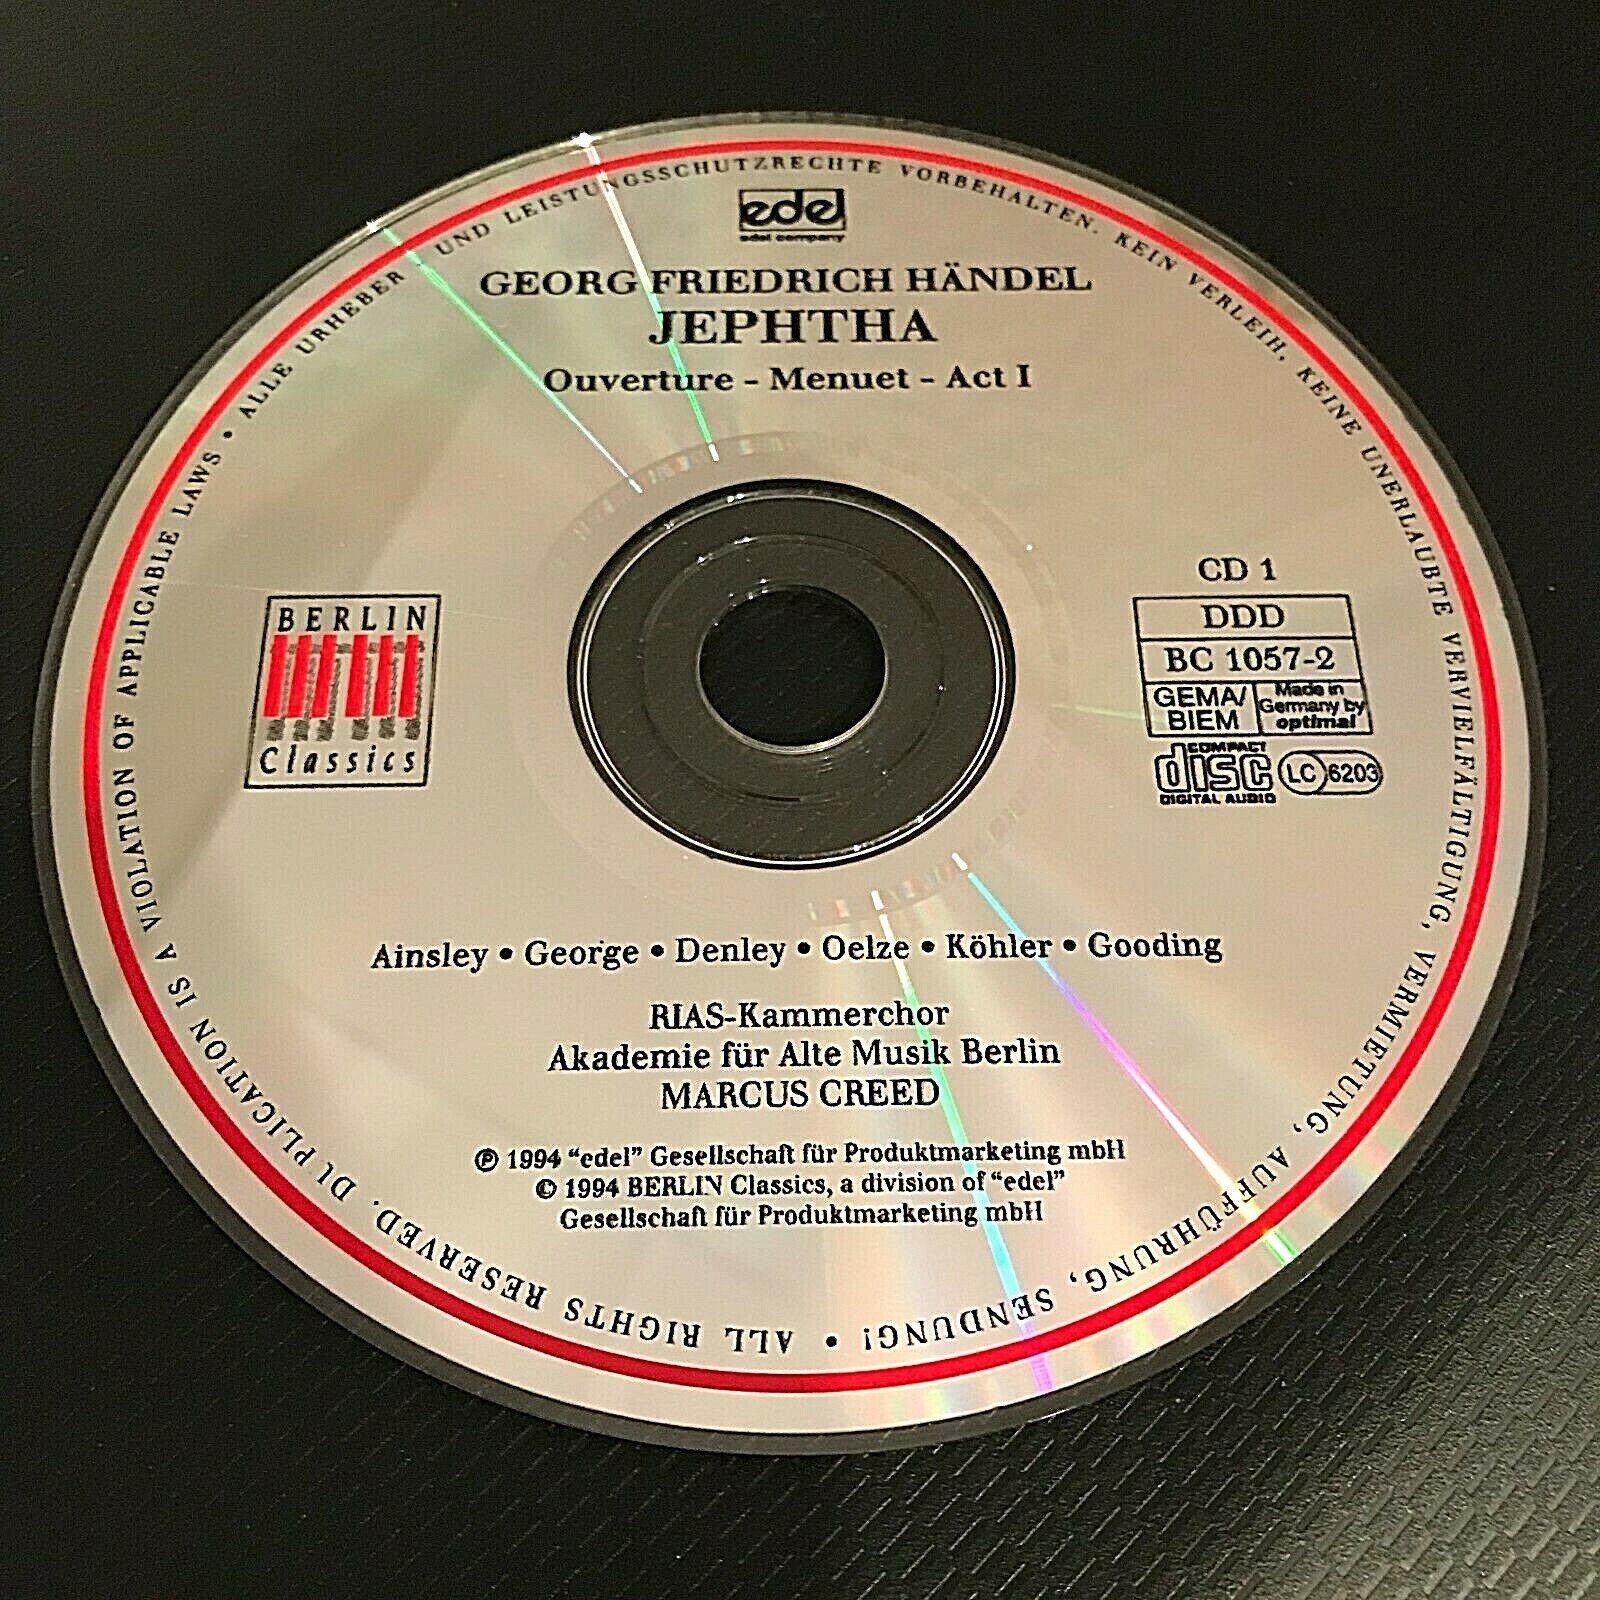 edel
edel company
GEORG FRIEDRICH HÄNDEL
JEPHTHA
Ouverture - Menuet - Act I
BERLIN
Classics
CD 1
DDD
BC 1057-2
GEMA/
BIEM
Made in
Germany by
optimal
COMPACT
disc
DIGITAL AUDIO
LC 6203
Ainsley • George • Denley • Oelze • Köhler • Gooding
RIAS-Kammerchor
Akademie für Alte Musik Berlin
MARCUS CREED
℗ 1994 “edel” Gesellschaft für Produktmarketing mbH
© 1994 BERLIN Classics, a division of “edel”
Gesellschaft für Produktmarketing mbH
• ALLE URHEBER- UND LEISTUNGSSCHUTZRECHTE VORBEHALTEN. KEIN VERLEIH, KEINE UNERLAUBTE VERVIELFÄLTIGUNG, VERMIETUNG, AUFFÜHRUNG, SENDUNG! • ALL RIGHTS RESERVED. DUPLICATION IS A VIOLATION OF APPLICABLE LAWS